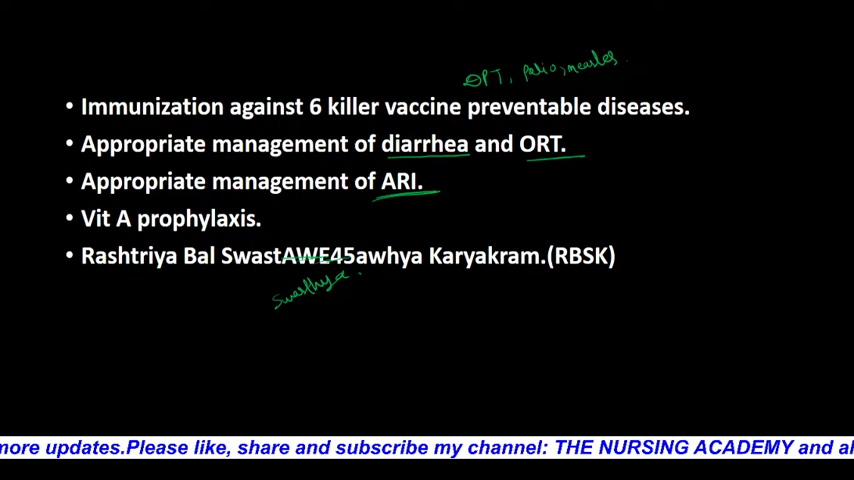 DPT, polio, measles.
• Immunization against 6 killer vaccine preventable diseases.
• Appropriate management of diarrhea and ORT.
• Appropriate management of ARI.
• Vit A prophylaxis.
• Rashtriya Bal SwastAWE45awhya Karyakram.(RBSK)
Swasthya.
more updates.Please like, share and subscribe my channel: THE NURSING ACADEMY and al